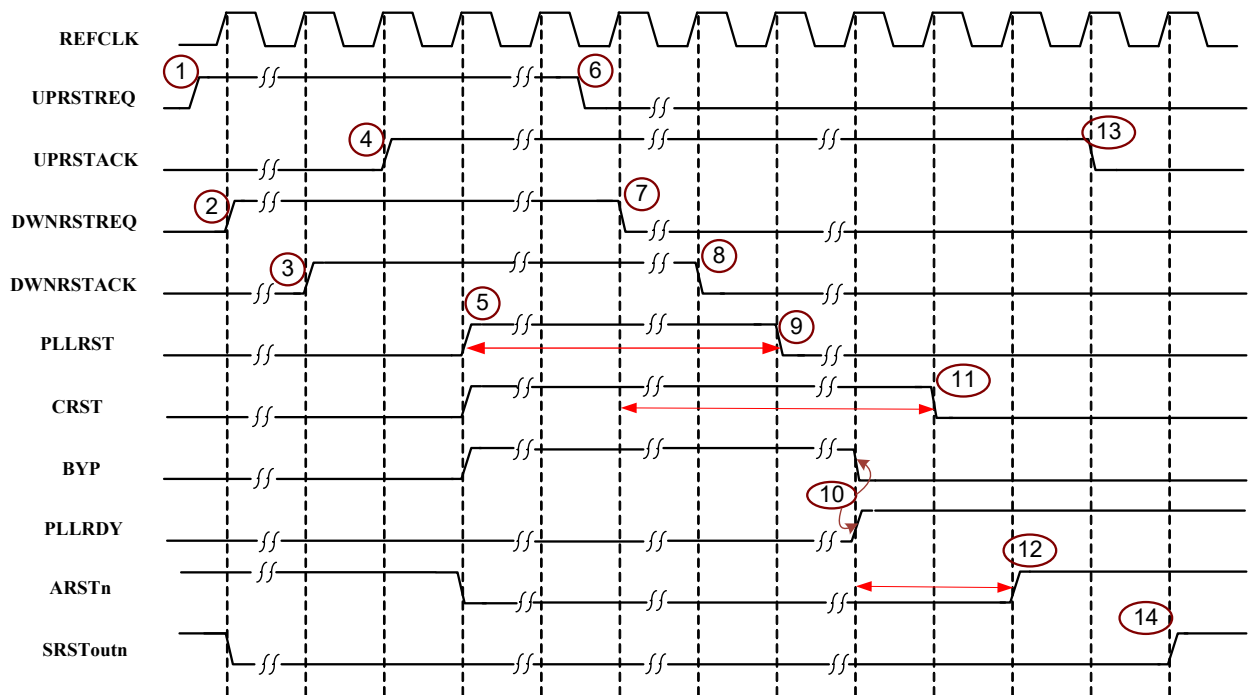 REFCLK
1
6
UPRSTREQ
4
13
UPRSTACK
2
7
DWNRSTREQ
3
8
DWNRSTACK
5
9
PLLRST
11
CRST
BYP
10
PLLRDY
12
ARSTn
14
SRSToutn